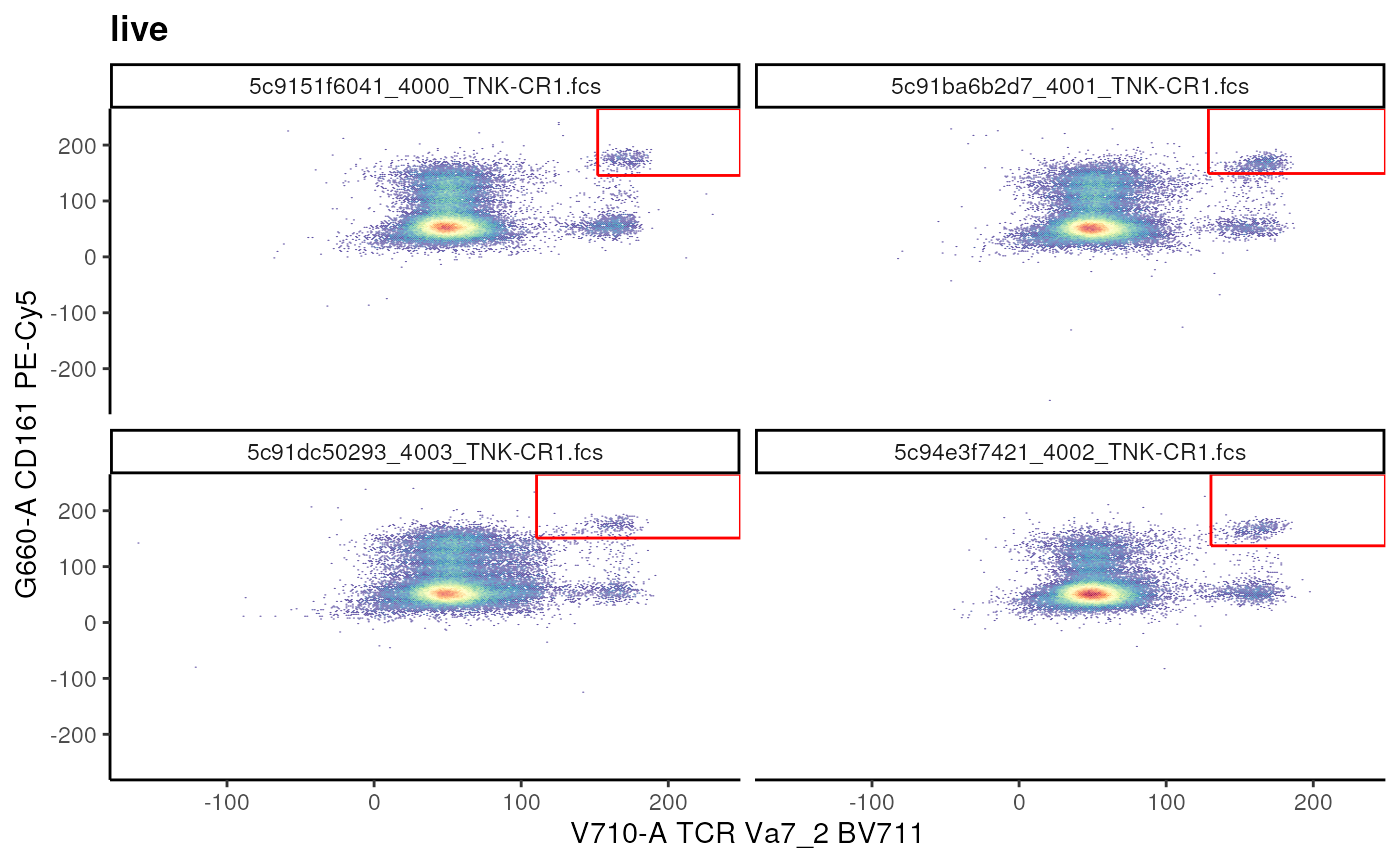 live
5c9151f6041_4000_TNK-CR1.fcs
5c91ba6b2d7_4001_TNK-CR1.fcs
200
100
0
-100
-200
5c91dc50293_4003_TNK-CR1.fcs
5c94e3f7421_4002_TNK-CR1.fcs
200
100
0
-100
-200
G660-A CD161 PE-Cy5
-100 0 100 200
-100 0 100 200
V710-A TCR Va7_2 BV711